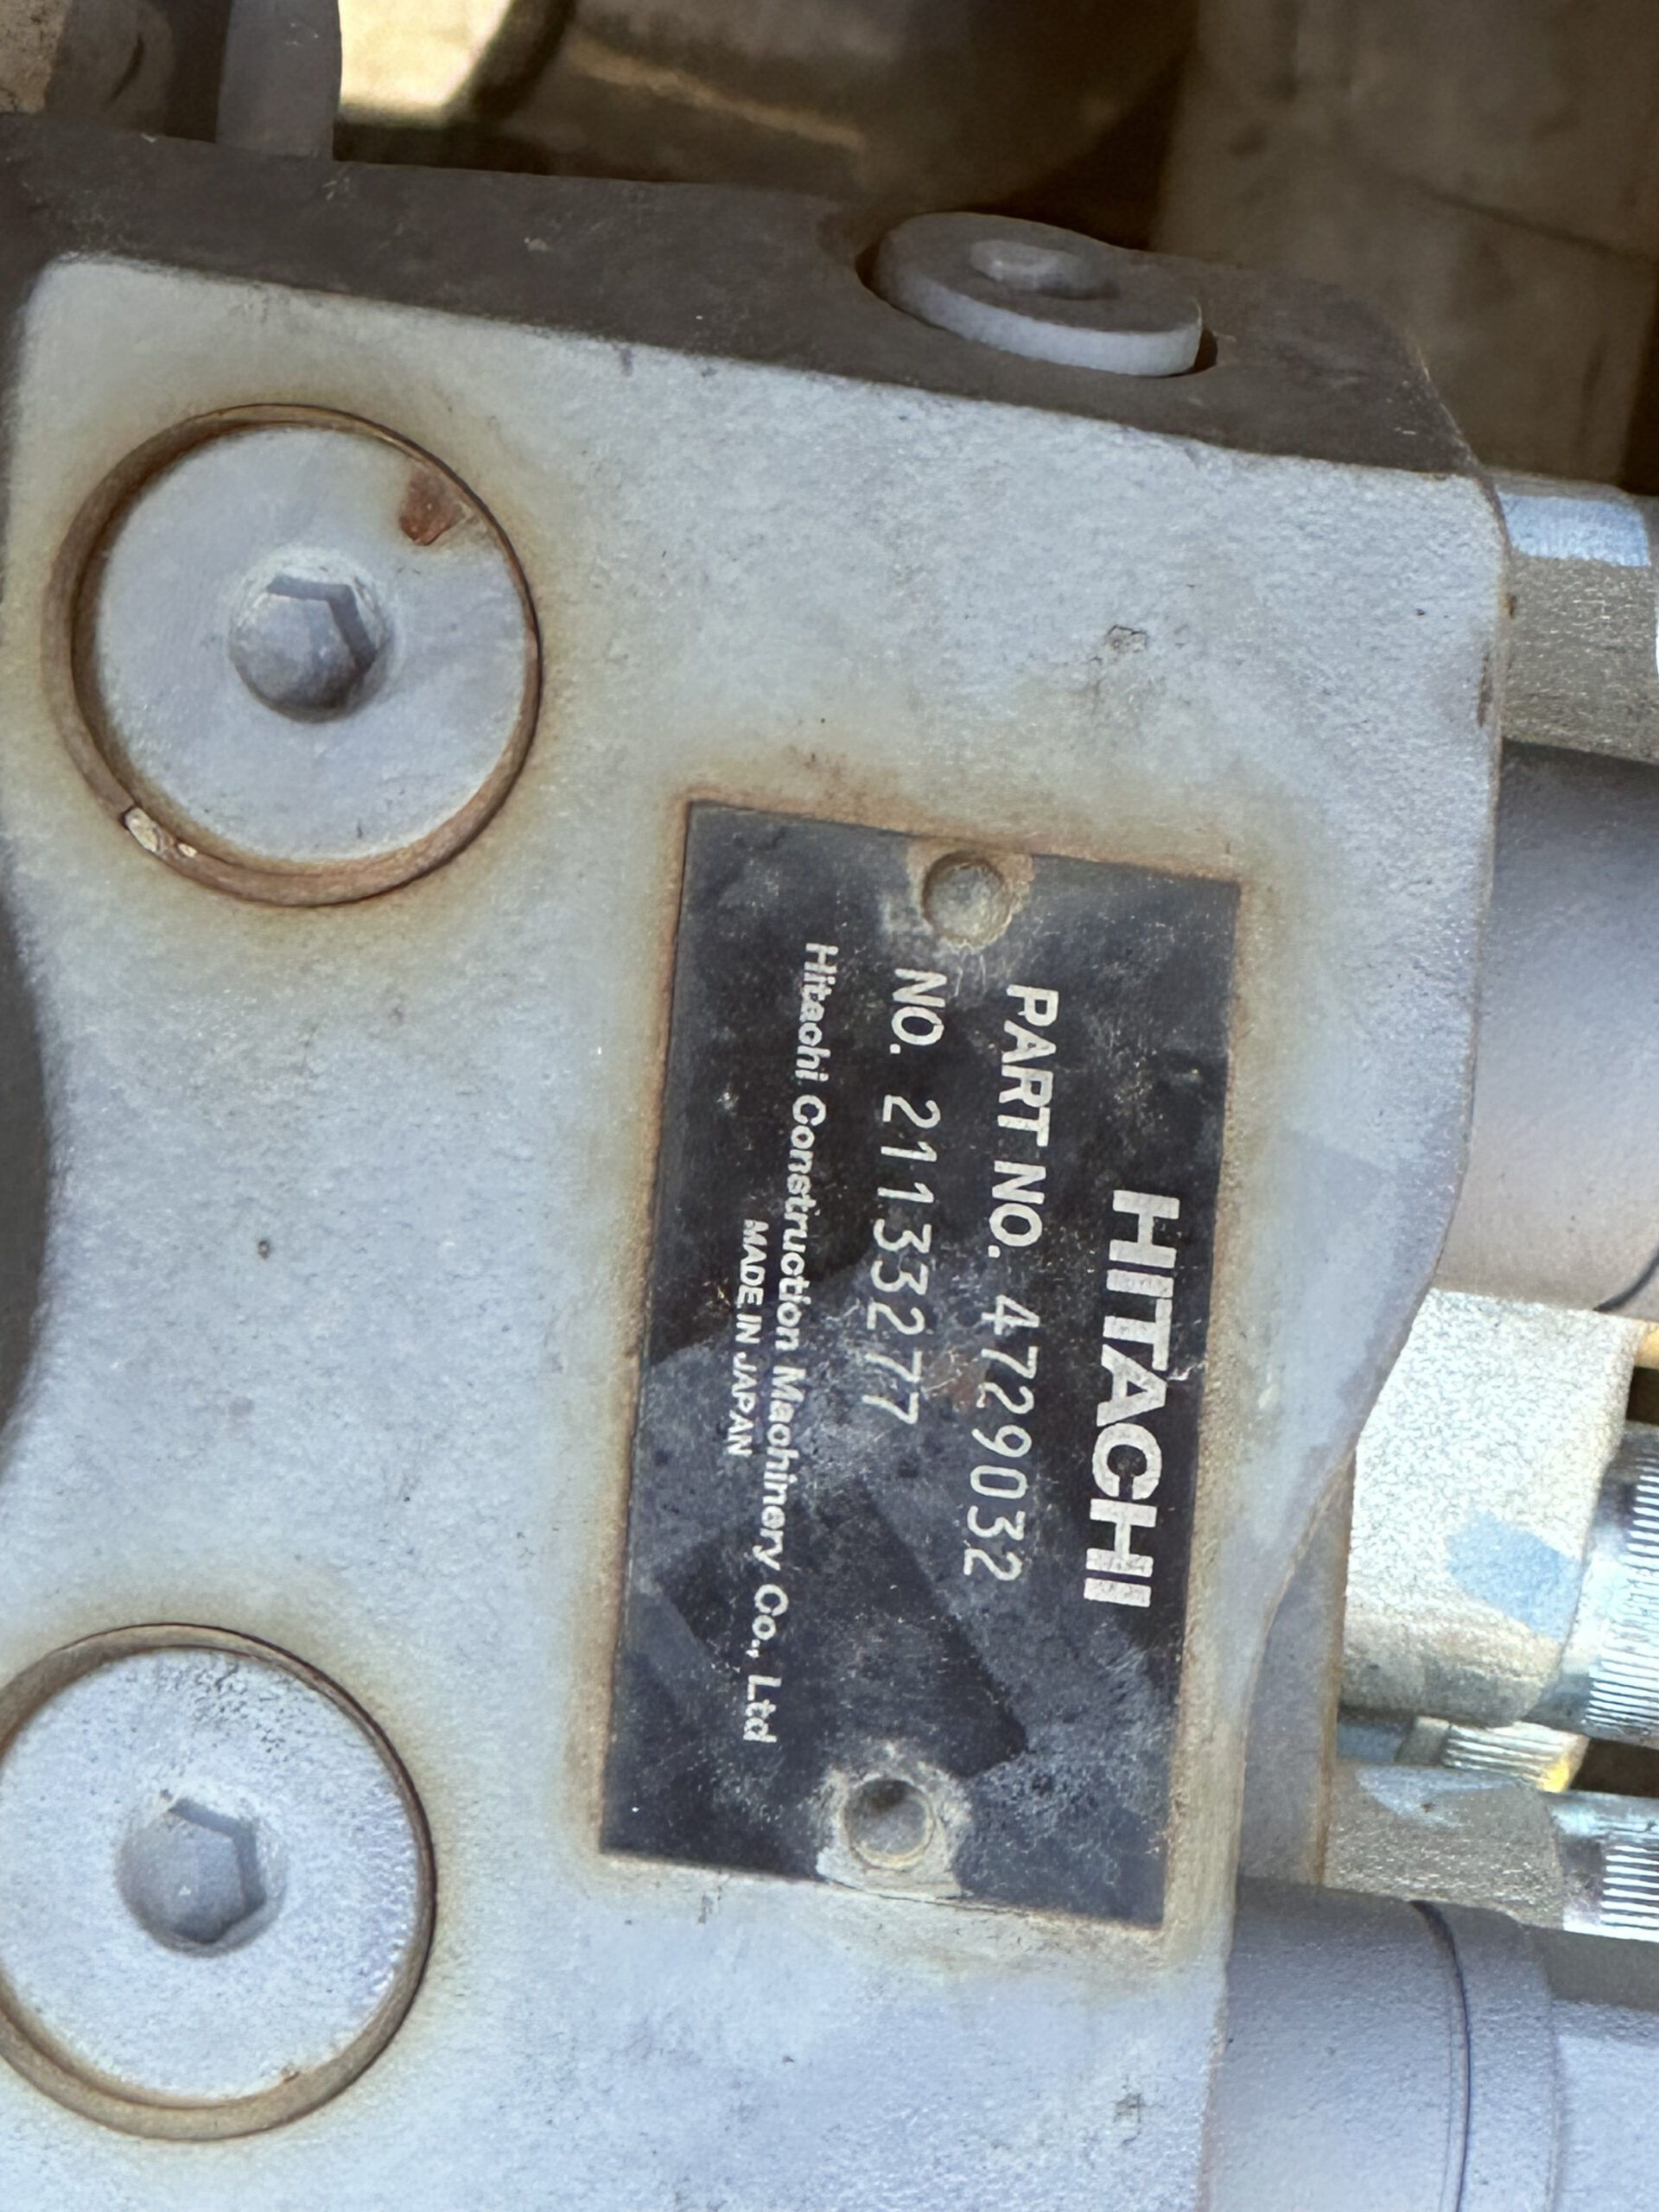 HITACHI
PART NO. 4729032
NO. 21133277
Hitachi Construction Machinery Co., Ltd
MADE IN JAPAN